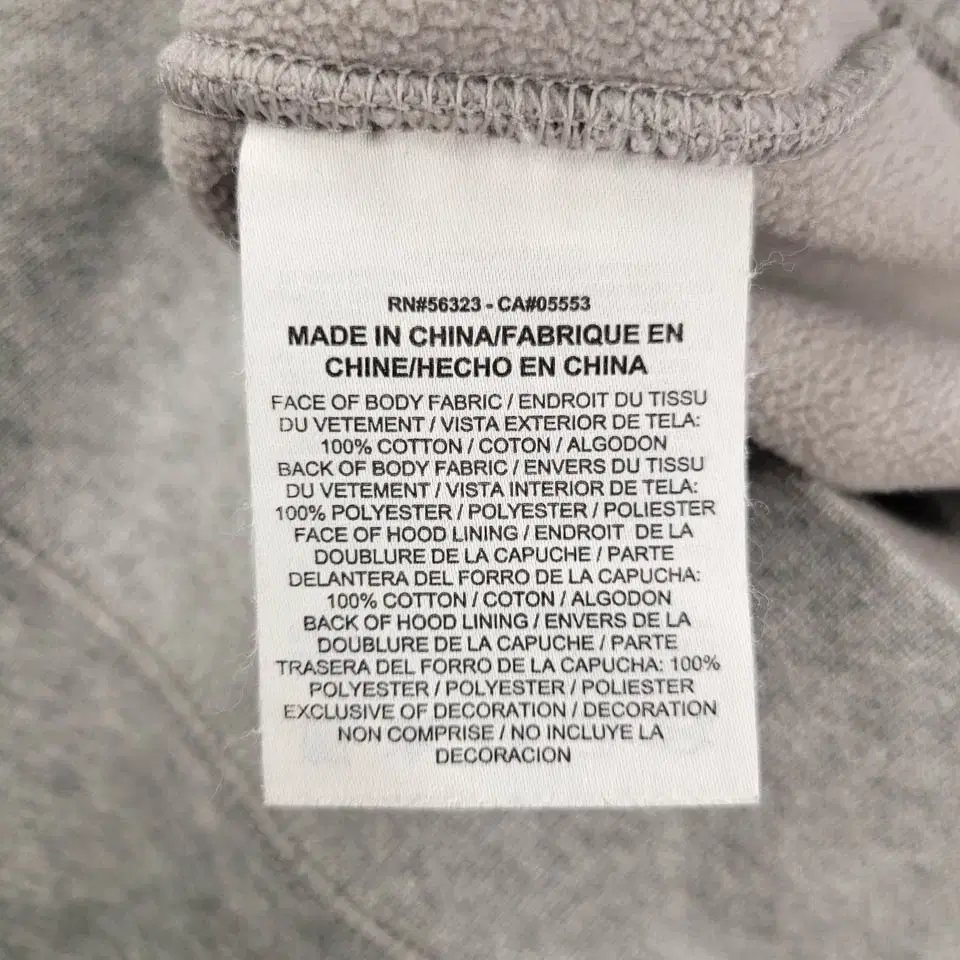 RN#56323 - CA#05553
MADE IN CHINA/FABRIQUE EN
CHINE/HECHO EN CHINA
FACE OF BODY FABRIC / ENDROIT DU TISSU
DU VETEMENT / VISTA EXTERIOR DE TELA:
100% COTTON / COTON / ALGODON
BACK OF BODY FABRIC / ENVERS DU TISSU
DU VETEMENT / VISTA INTERIOR DE TELA:
100% POLYESTER / POLYESTER / POLIESTER
FACE OF HOOD LINING / ENDROIT DE LA
DOUBLURE DE LA CAPUCHE / PARTE
DELANTERA DEL FORRO DE LA CAPUCHA:
100% COTTON / COTON / ALGODON
BACK OF HOOD LINING / ENVERS DE LA
DOUBLURE DE LA CAPUCHE / PARTE
TRASERA DEL FORRO DE LA CAPUCHA: 100%
POLYESTER / POLYESTER / POLIESTER
EXCLUSIVE OF DECORATION / DECORATION
NON COMPRISE / NO INCLUYE LA
DECORACION